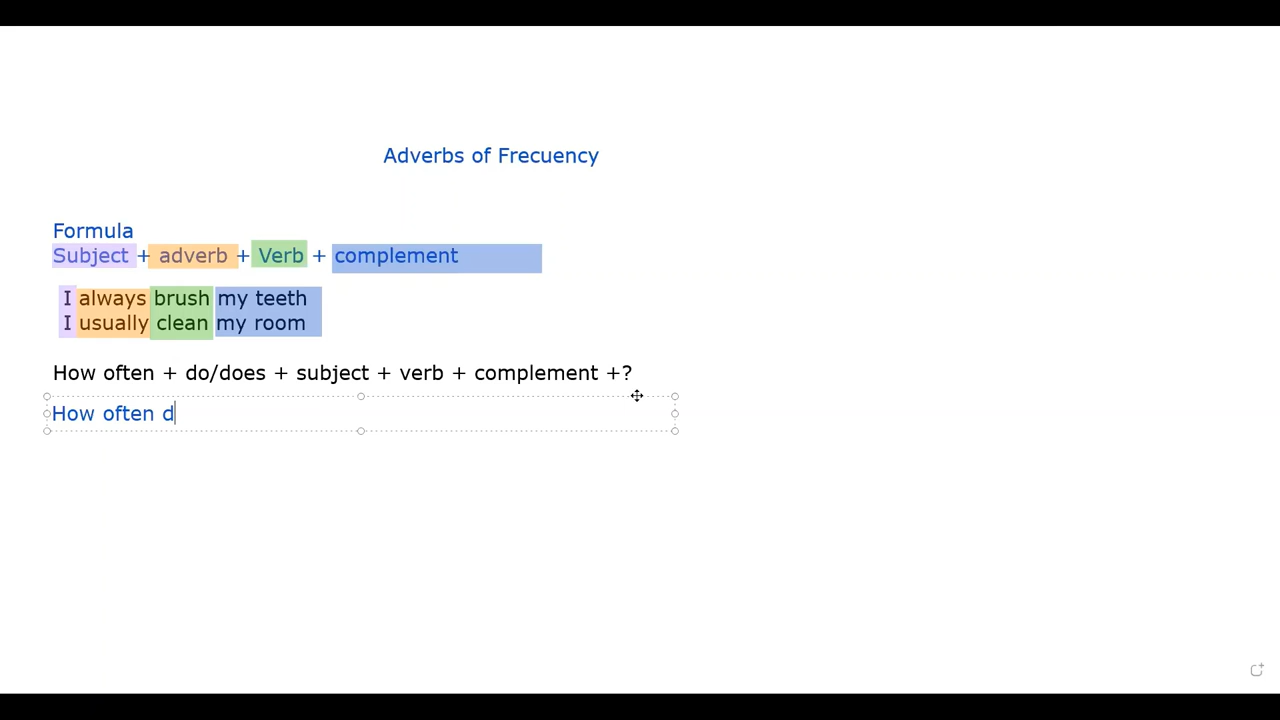 Adverbs of Frecuency
Formula
Subject + adverb + Verb + complement
I always brush my teeth
I usually clean my room
How often + do/does + subject + verb + complement +?
How often d